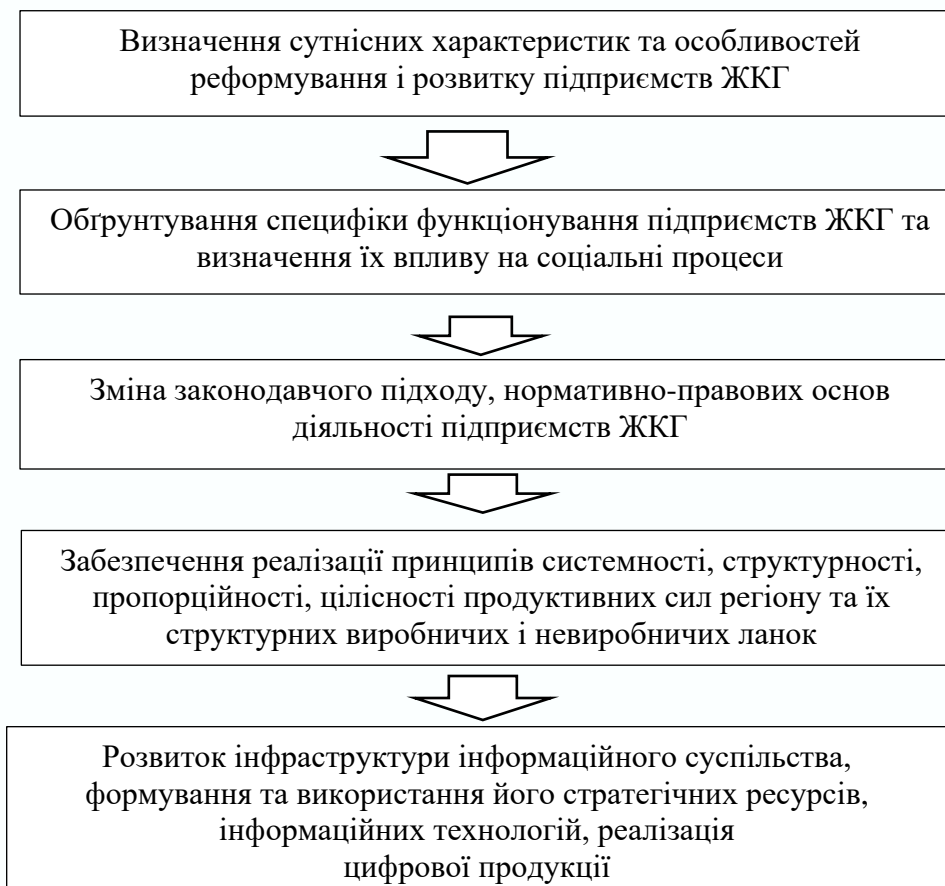 Визначення сутнісних характеристик та особливостей
реформування і розвитку підприємств ЖКГ
Обґрунтування специфіки функціонування підприємств ЖКГ та
визначення їх впливу на соціальні процеси
Зміна законодавчого підходу, нормативно-правових основ
діяльності підприємств ЖКГ
Забезпечення реалізації принципів системності, структурності,
пропорційності, цілісності продуктивних сил регіону та їх
структурних виробничих і невиробничих ланок
Розвиток інфраструктури інформаційного суспільства,
формування та використання його стратегічних ресурсів,
інформаційних технологій, реалізація
цифрової продукції